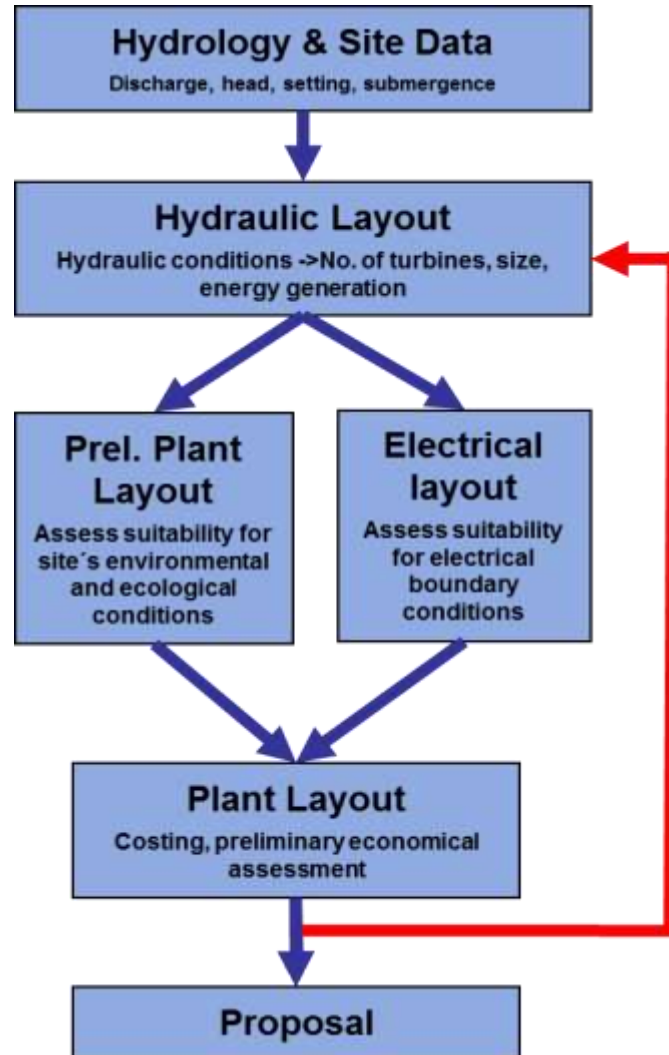 Hydrology & Site Data
Discharge, head, setting, submergence
Hydraulic Layout
Hydraulic conditions ->No. of turbines, size,
energy generation
Prel. Plant
Layout
Assess suitability for
site´s environmental
and ecological
conditions
Electrical
layout
Assess suitability
for electrical
boundary
conditions
Plant Layout
Costing, preliminary economical
assessment
Proposal